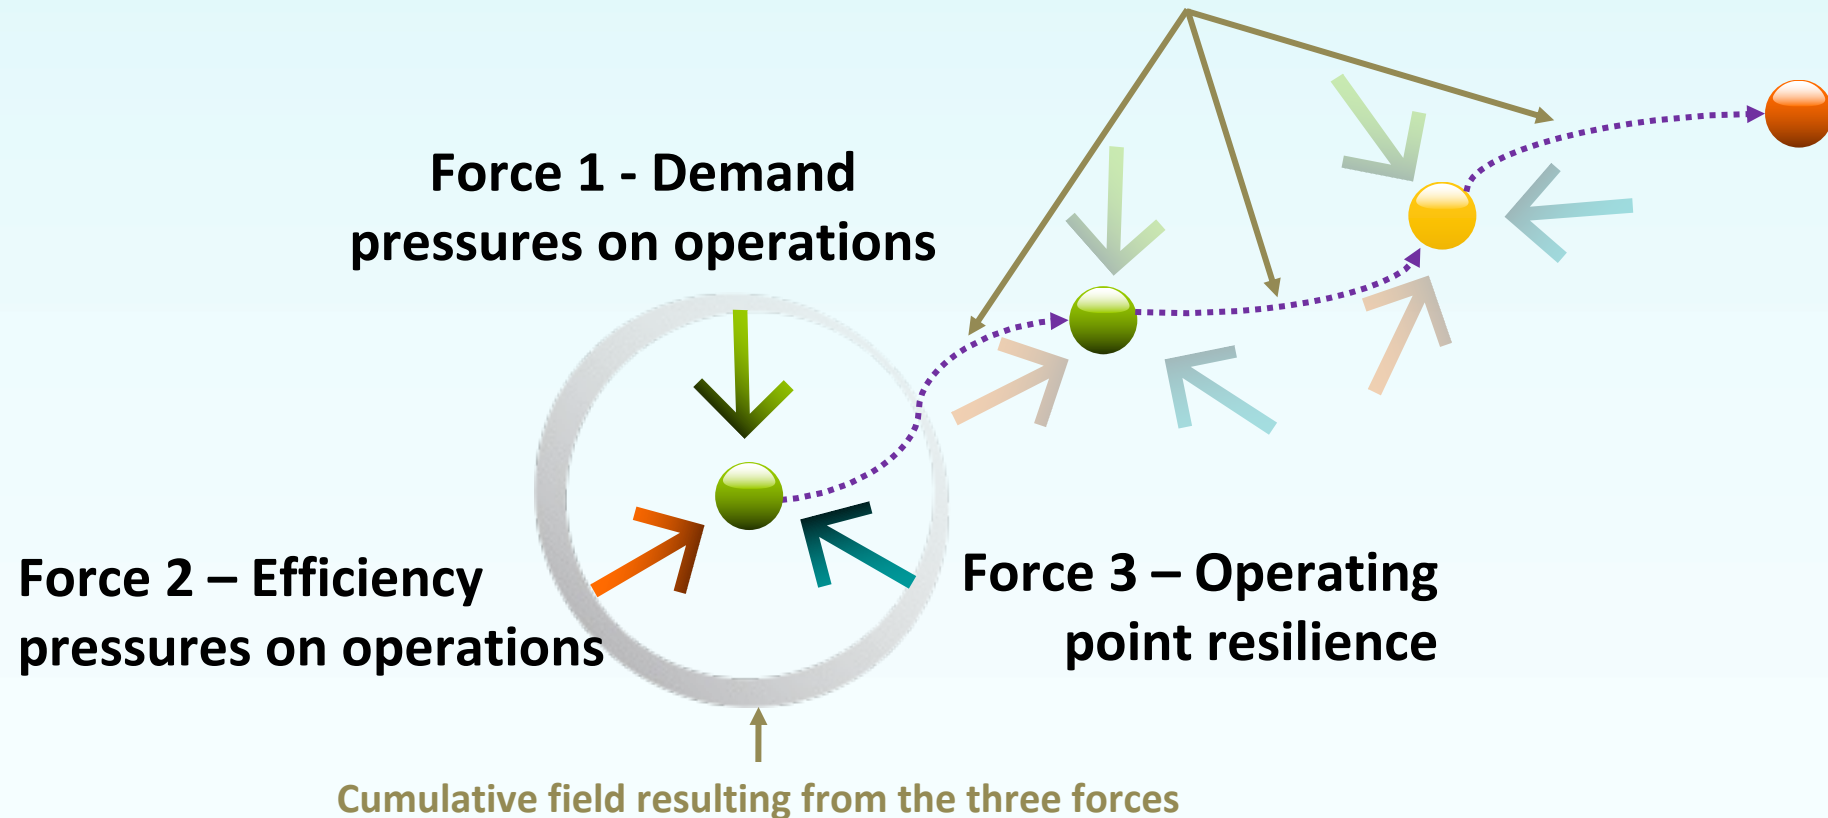 Force 1 - Demand
pressures on operations
Force 2 – Efficiency
pressures on operations
Force 3 – Operating
point resilience
Cumulative field resulting from the three forces